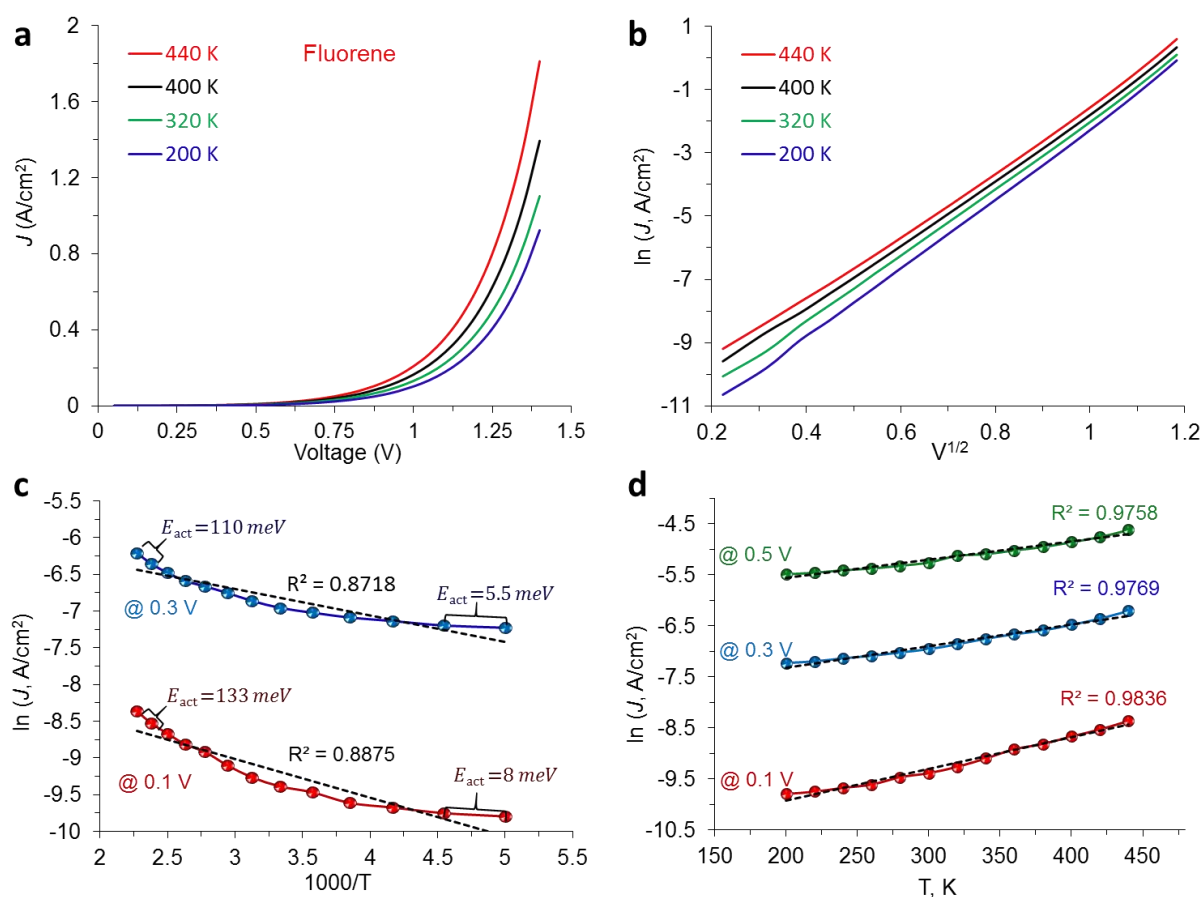 a
2
1.6
1.2
0.8
0.4
0
J (A/cm²)
440 K
400 K
320 K
200 K
Fluorene
0
0.25
0.5
0.75
1
1.25
1.5
Voltage (V)
b
1
-1
-3
-5
-7
-9
-11
ln (J, A/cm²)
440 K
400 K
320 K
200 K
0.2
0.4
0.6
0.8
1
1.2
V^1/2
c
-5.5
-6
-6.5
-7
-7.5
-8
-8.5
-9
-9.5
-10
ln (J, A/cm²)
E_act=110 meV
R² = 0.8718
E_act=5.5 meV
@ 0.3 V
E_act=133 meV
R² = 0.8875
E_act=8 meV
@ 0.1 V
2
2.5
3
3.5
4
4.5
5
5.5
1000/T
d
-4.5
-5.5
-6.5
-7.5
-8.5
-9.5
-10.5
ln (J, A/cm²)
R² = 0.9758
@ 0.5 V
R² = 0.9769
@ 0.3 V
R² = 0.9836
@ 0.1 V
150
200
250
300
350
400
450
T, K